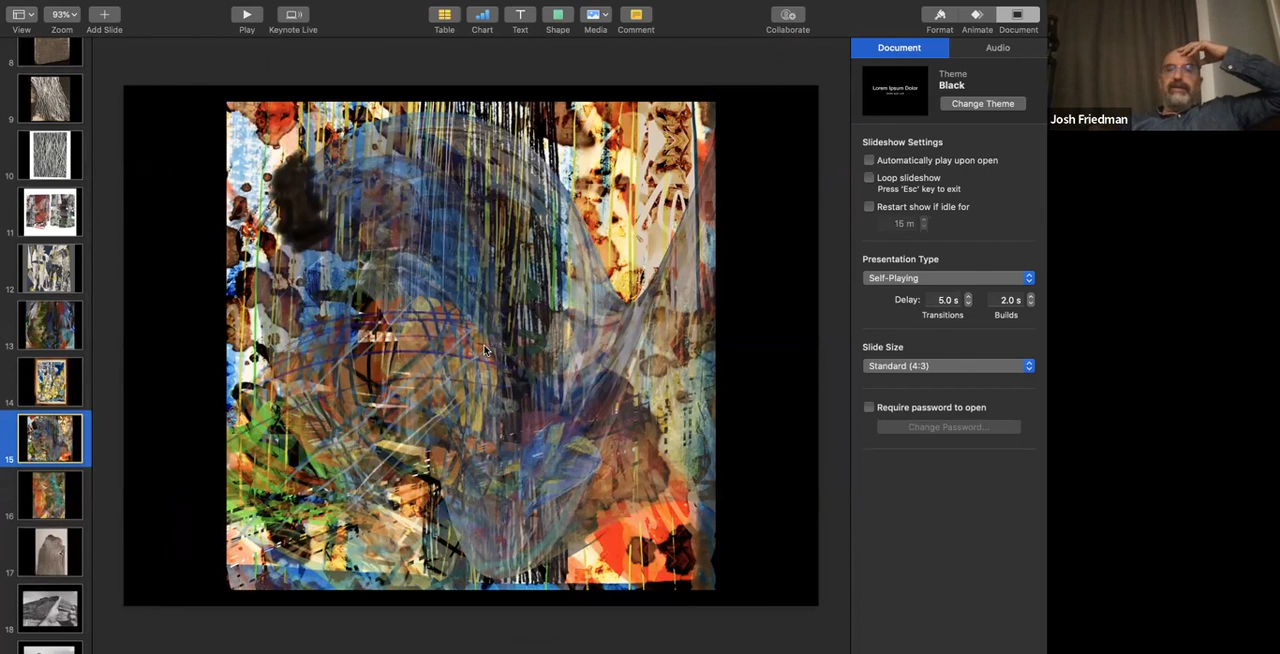 93%
View
Zoom
Add Slide
Play
Keynote Live
Table
Chart
Text
Shape
Media
Comment
Collaborate
Format
Animate
Document
Document
Audio
Lorem Ipsum Dolor
Theme
Black
Change Theme
Slideshow Settings
Automatically play upon open
Loop slideshow
Press 'Esc' key to exit
Restart show if idle for
15 m
Presentation Type
Self-Playing
Delay:
5.0 s
2.0 s
Transitions
Builds
Slide Size
Standard (4:3)
Require password to open
Change Password...
Josh Friedman
8
9
10
11
12
13
14
15
16
17
18